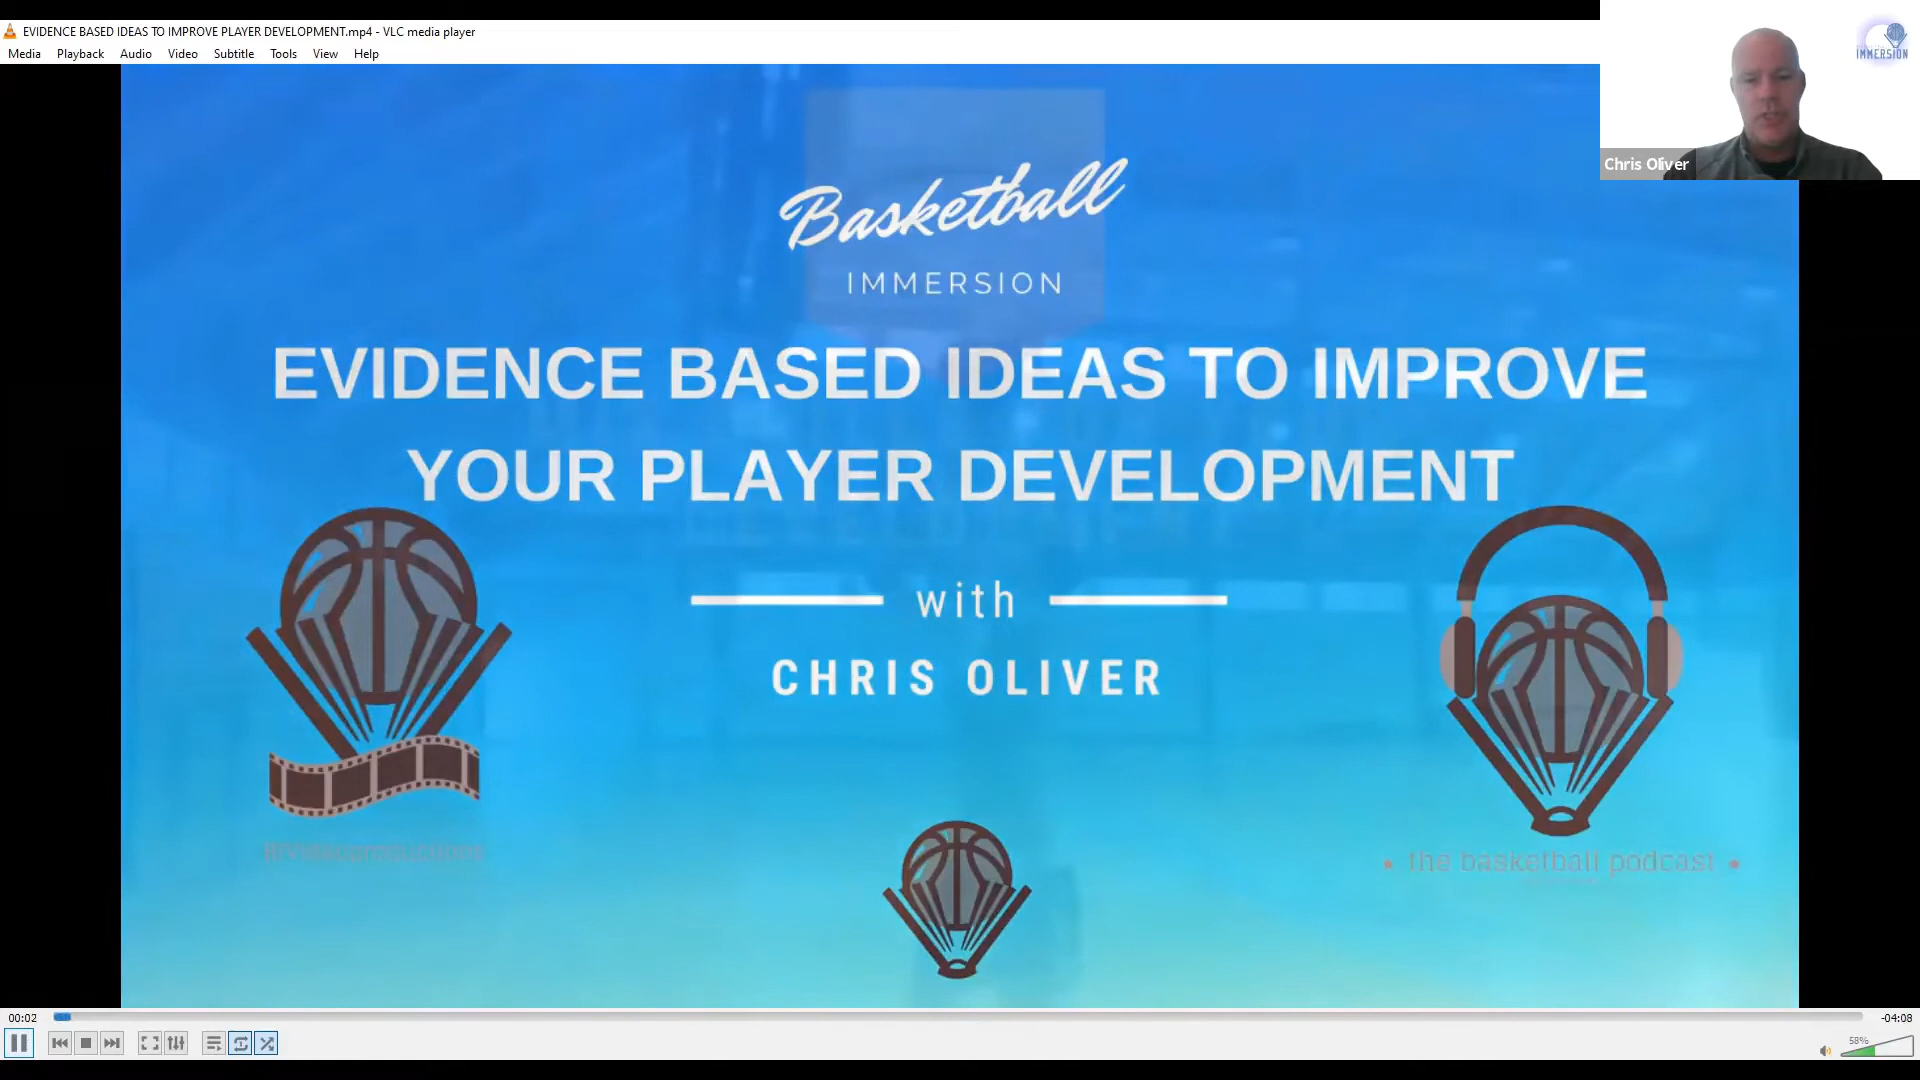 EVIDENCE BASED IDEAS TO IMPROVE PLAYER DEVELOPMENT.mp4 - VLC media player
Media Playback Audio Video Subtitle Tools View Help
IMMERSION
Chris Oliver
Basketball
IMMERSION
EVIDENCE BASED IDEAS TO IMPROVE
YOUR PLAYER DEVELOPMENT
with
CHRIS OLIVER
• the basketball podcast •
00:02
-04:08
58%